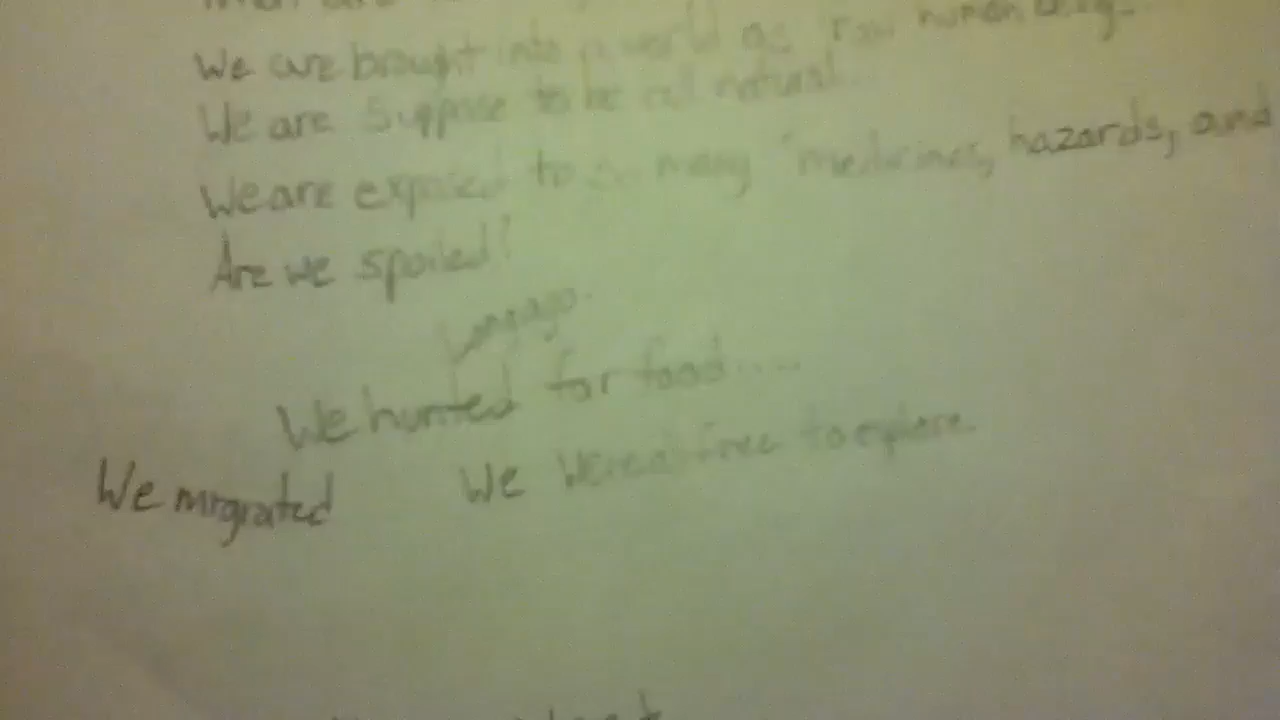 We are brought into a world as raw human
We are suppose to be all natural...
We are exposed to so many "medicines, hazards, and
Are we spoiled?
Long ago.
We hunted for food.....
We migrated We were free to explore.